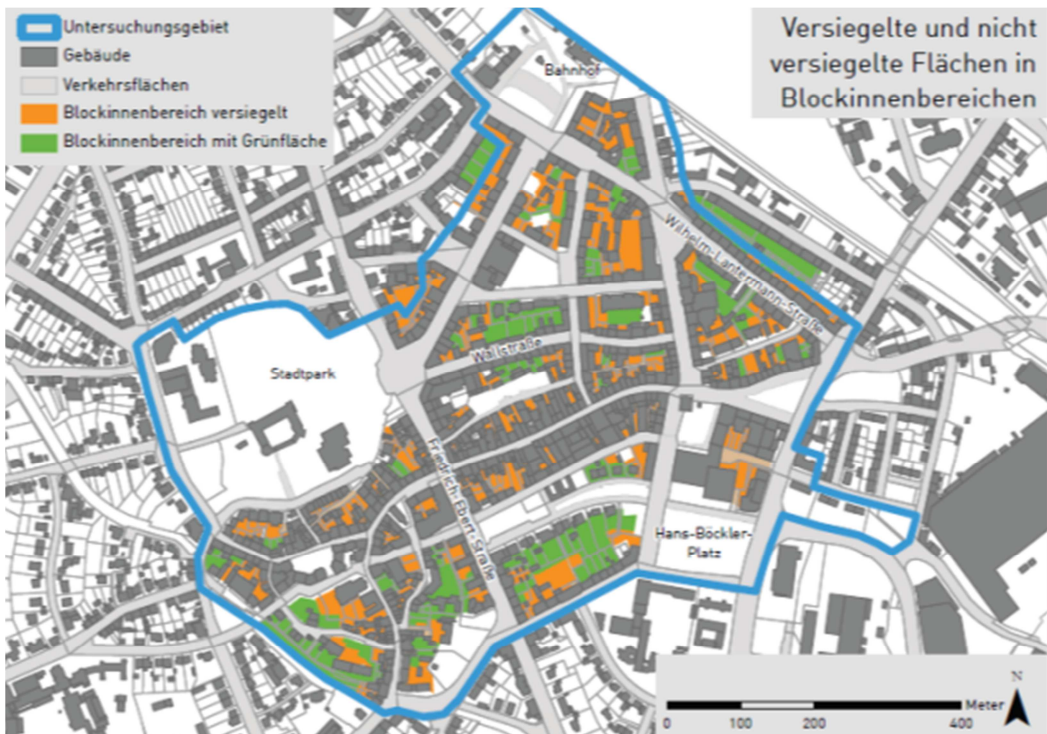 Untersuchungsgebiet
Gebäude
Verkehrsflächen
Blockinnenbereich versiegelt
Blockinnenbereich mit Grünfläche
Versiegelte und nicht
versiegelte Flächen in
Blockinnenbereichen
Bahnhof
Wilhelm-Lantermann-Straße
Wallstraße
Stadtpark
Friedrich-Ebert-Straße
Hans-Böckler-
Platz
N
Meter
0 100 200 400